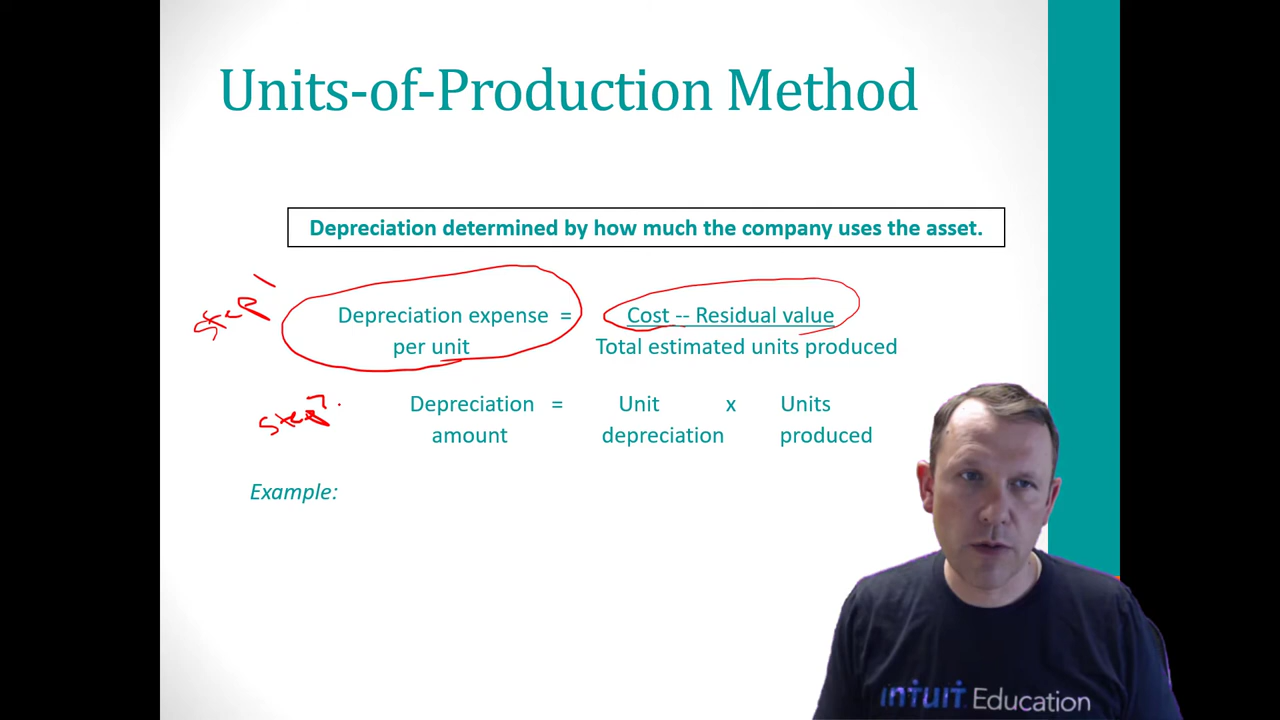 Units-of-Production Method
Depreciation determined by how much the company uses the asset.
Step 1
Depreciation expense = Cost -- Residual value
per unit Total estimated units produced
Step 2.
Depreciation = Unit x Units
amount depreciation produced
Example:
intuit Education